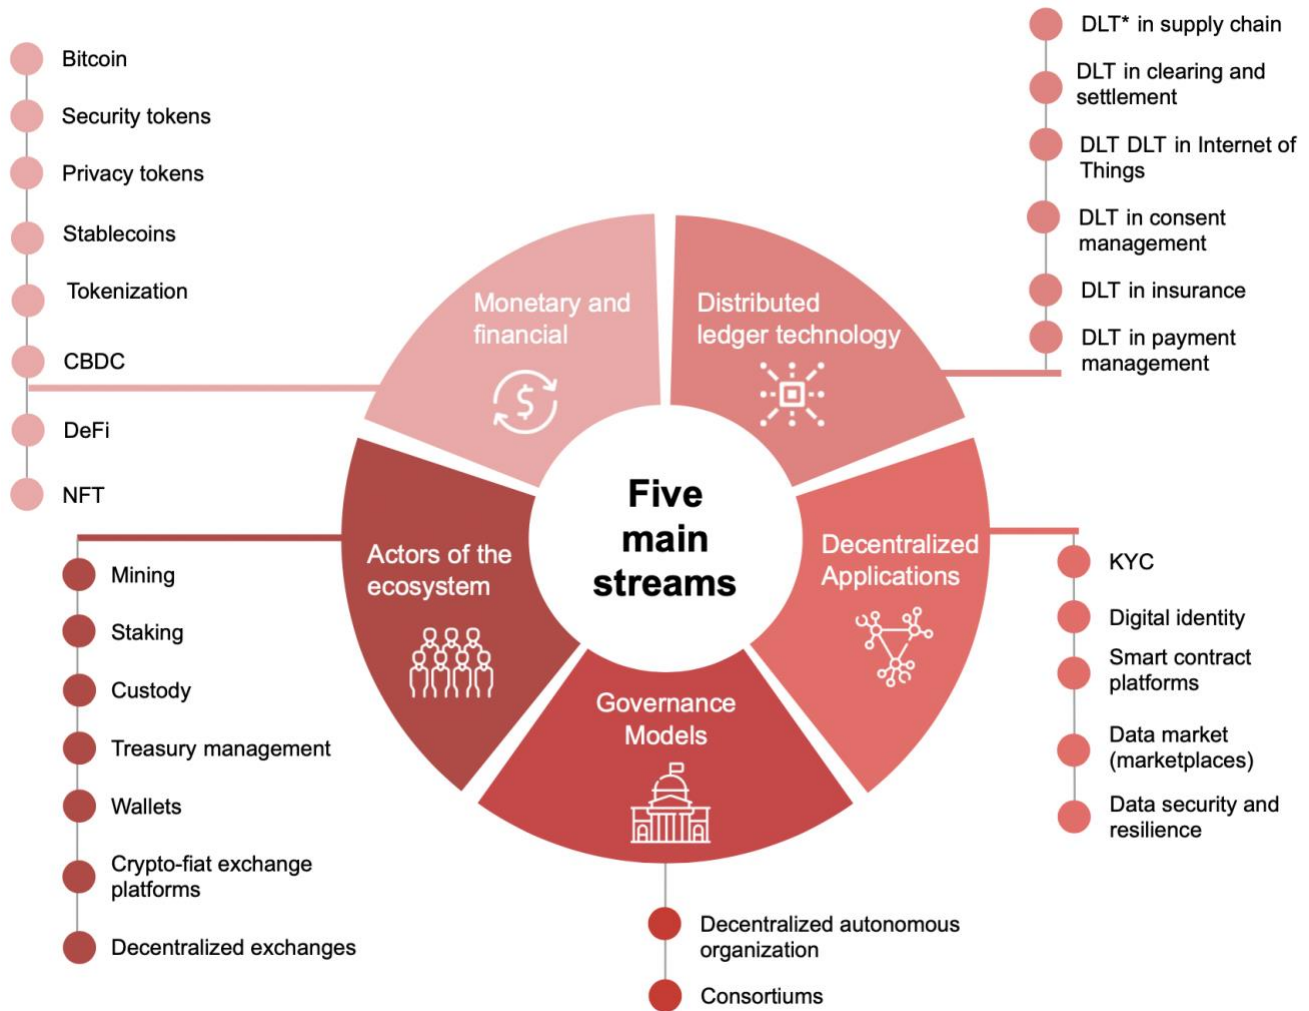 Bitcoin
Security tokens
Privacy tokens
Stablecoins
Tokenization
CBDC
DeFi
NFT
DLT* in supply chain
DLT in clearing and
settlement
DLT DLT in Internet of
Things
DLT in consent
management
DLT in insurance
DLT in payment
management
Monetary and
financial
$
Distributed
ledger technology
Five
main
streams
Actors of the
ecosystem
Decentralized
Applications
Governance
Models
Mining
Staking
Custody
Treasury management
Wallets
Crypto-fiat exchange
platforms
Decentralized exchanges
KYC
Digital identity
Smart contract
platforms
Data market
(marketplaces)
Data security and
resilience
Decentralized autonomous
organization
Consortiums